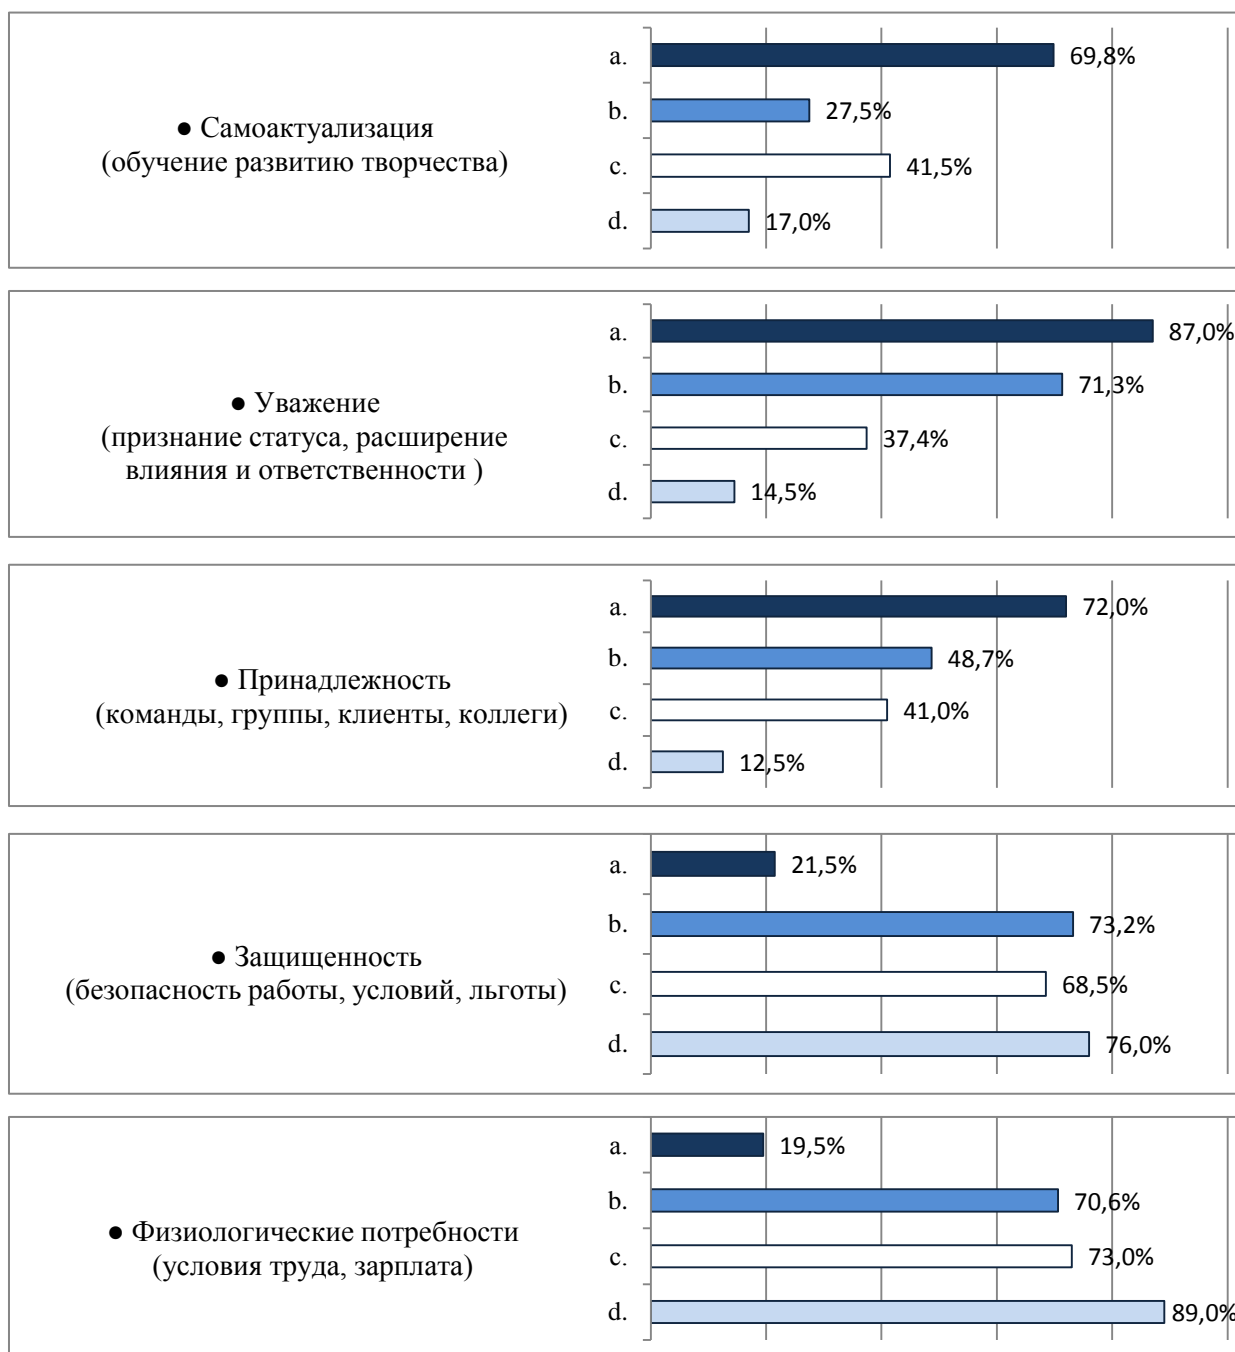 a. 69,8%
b. 27,5%
● Самоактуализация
(обучение развитию творчества)
c. 41,5%
d. 17,0%
a. 87,0%
b. 71,3%
● Уважение
(признание статуса, расширение
влияния и ответственности )
c. 37,4%
d. 14,5%
a. 72,0%
b. 48,7%
● Принадлежность
(команды, группы, клиенты, коллеги)
c. 41,0%
d. 12,5%
a. 21,5%
b. 73,2%
● Защищенность
(безопасность работы, условий, льготы)
c. 68,5%
d. 76,0%
a. 19,5%
b. 70,6%
● Физиологические потребности
(условия труда, зарплата)
c. 73,0%
d. 89,0%